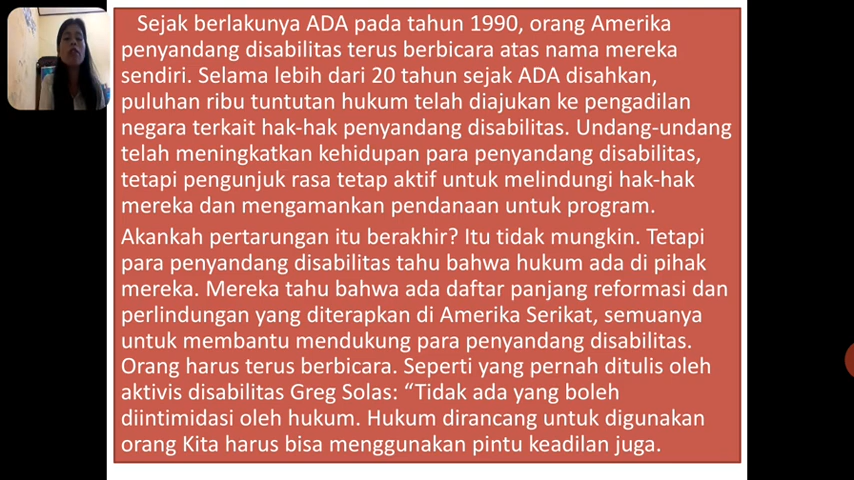 Sejak berlakunya ADA pada tahun 1990, orang Amerika
penyandang disabilitas terus berbicara atas nama mereka
sendiri. Selama lebih dari 20 tahun sejak ADA disahkan,
puluhan ribu tuntutan hukum telah diajukan ke pengadilan
negara terkait hak-hak penyandang disabilitas. Undang-undang
telah meningkatkan kehidupan para penyandang disabilitas,
tetapi pengunjuk rasa tetap aktif untuk melindungi hak-hak
mereka dan mengamankan pendanaan untuk program.
Akankah pertarungan itu berakhir? Itu tidak mungkin. Tetapi
para penyandang disabilitas tahu bahwa hukum ada di pihak
mereka. Mereka tahu bahwa ada daftar panjang reformasi dan
perlindungan yang diterapkan di Amerika Serikat, semuanya
untuk membantu mendukung para penyandang disabilitas.
Orang harus terus berbicara. Seperti yang pernah ditulis oleh
aktivis disabilitas Greg Solas: “Tidak ada yang boleh
diintimidasi oleh hukum. Hukum dirancang untuk digunakan
orang Kita harus bisa menggunakan pintu keadilan juga.